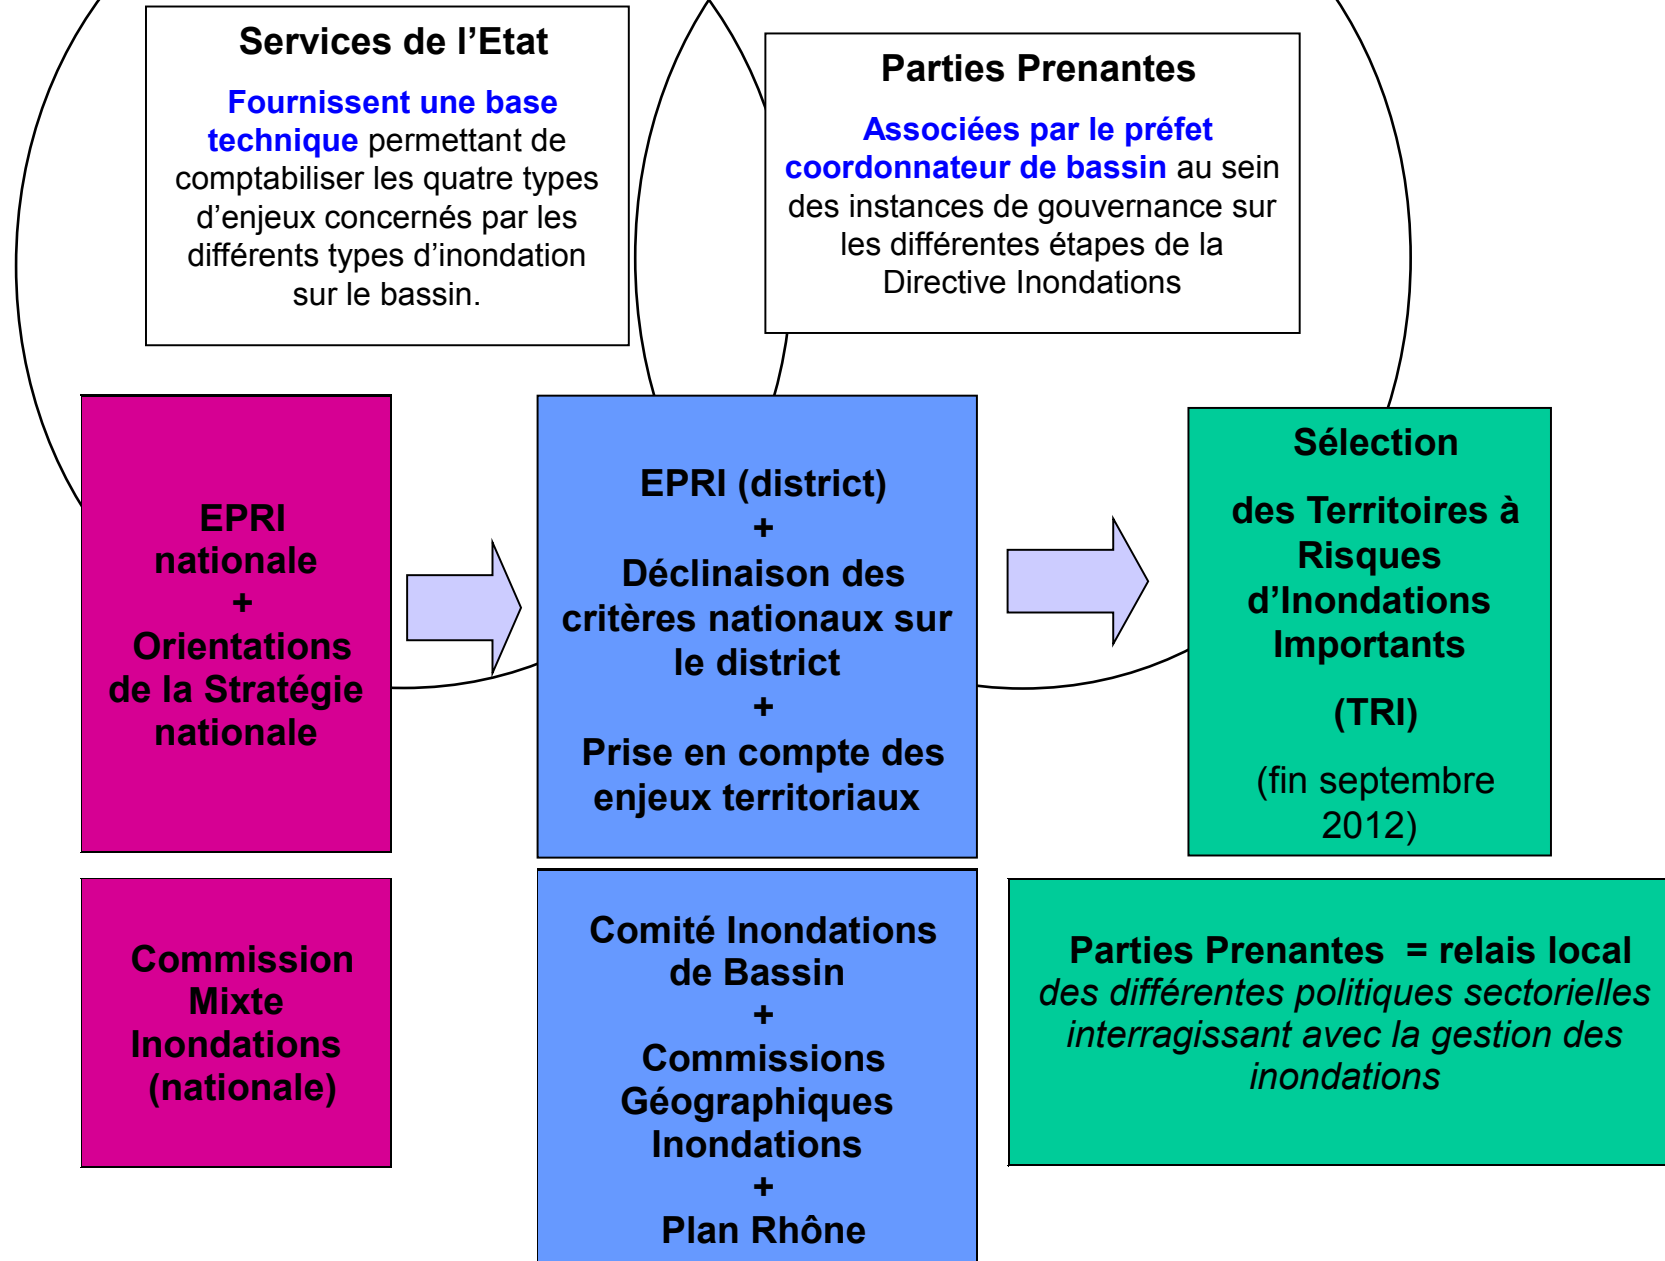 Services de l’Etat
Fournissent une base
technique permettant de
comptabiliser les quatre types
d’enjeux concernés par les
différents types d’inondation
sur le bassin.
Parties Prenantes
Associées par le préfet
coordonnateur de bassin au sein
des instances de gouvernance sur
les différentes étapes de la
Directive Inondations
EPRI
nationale
+
Orientations
de la Stratégie
nationale
EPRI (district)
+
Déclinaison des
critères nationaux sur
le district
+
Prise en compte des
enjeux territoriaux
Sélection
des Territoires à
Risques
d’Inondations
Importants
(TRI)
(fin septembre
2012)
Commission
Mixte
Inondations
(nationale)
Comité Inondations
de Bassin
+
Commissions
Géographiques
Inondations
+
Plan Rhône
Parties Prenantes = relais local
des différentes politiques sectorielles
interragissant avec la gestion des
inondations